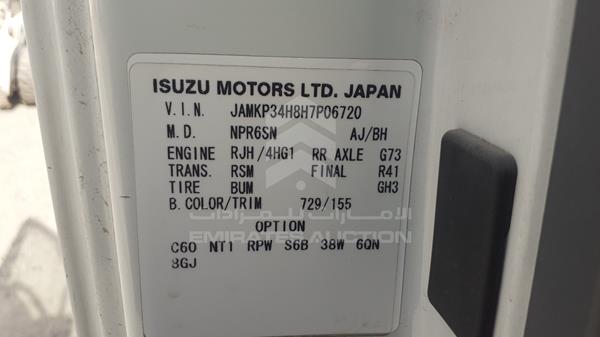 ISUZU MOTORS LTD. JAPAN
V.I.N. JAMKP34H8H7P06720
M.D. NPR6SN AJ/BH
ENGINE RJH/4HG1 RR AXLE G73
TRANS. RSM FINAL R41
TIRE BUM GH3
B.COLOR/TRIM 729/155
الإمارات للمزادات
EMIRATES AUCTION
OPTION
C60 NT1 RPW S6B 38W 6QN
8GJ